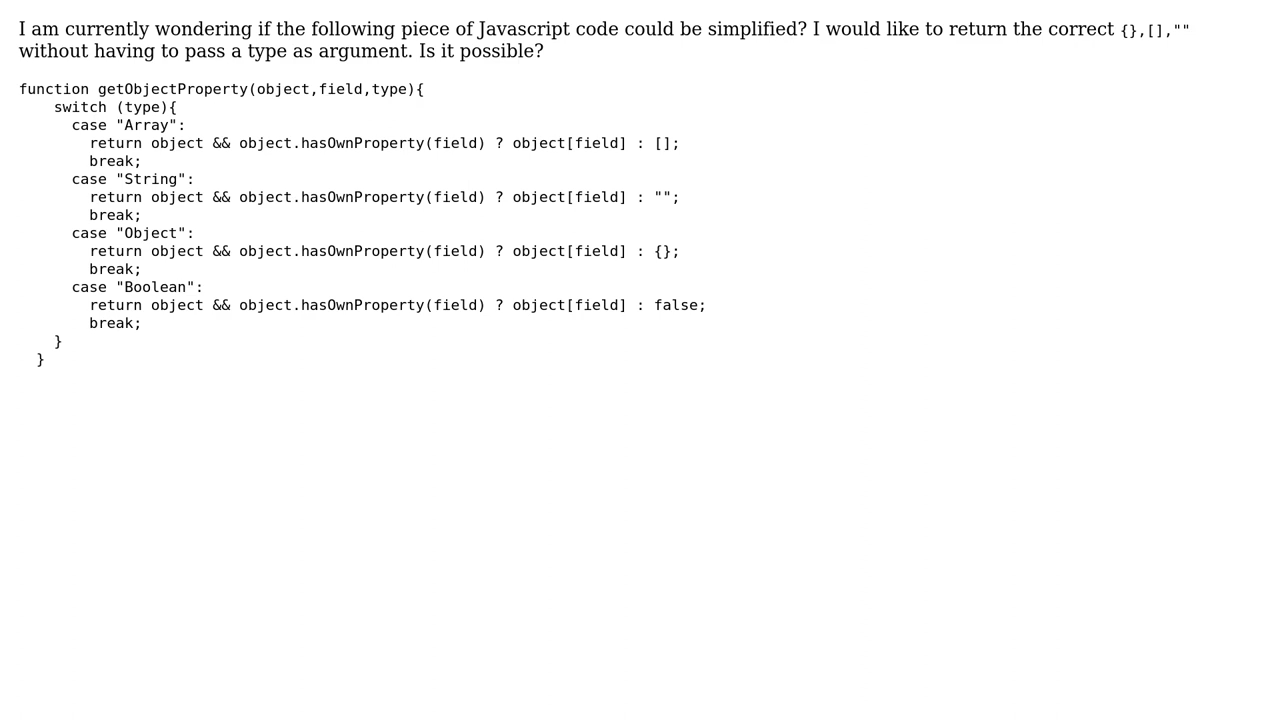 I am currently wondering if the following piece of Javascript code could be simplified? I would like to return the correct {},[],""
without having to pass a type as argument. Is it possible?
function getObjectProperty(object,field,type){
    switch (type){
      case "Array":
        return object && object.hasOwnProperty(field) ? object[field] : [];
        break;
      case "String":
        return object && object.hasOwnProperty(field) ? object[field] : "";
        break;
      case "Object":
        return object && object.hasOwnProperty(field) ? object[field] : {};
        break;
      case "Boolean":
        return object && object.hasOwnProperty(field) ? object[field] : false;
        break;
    }
  }